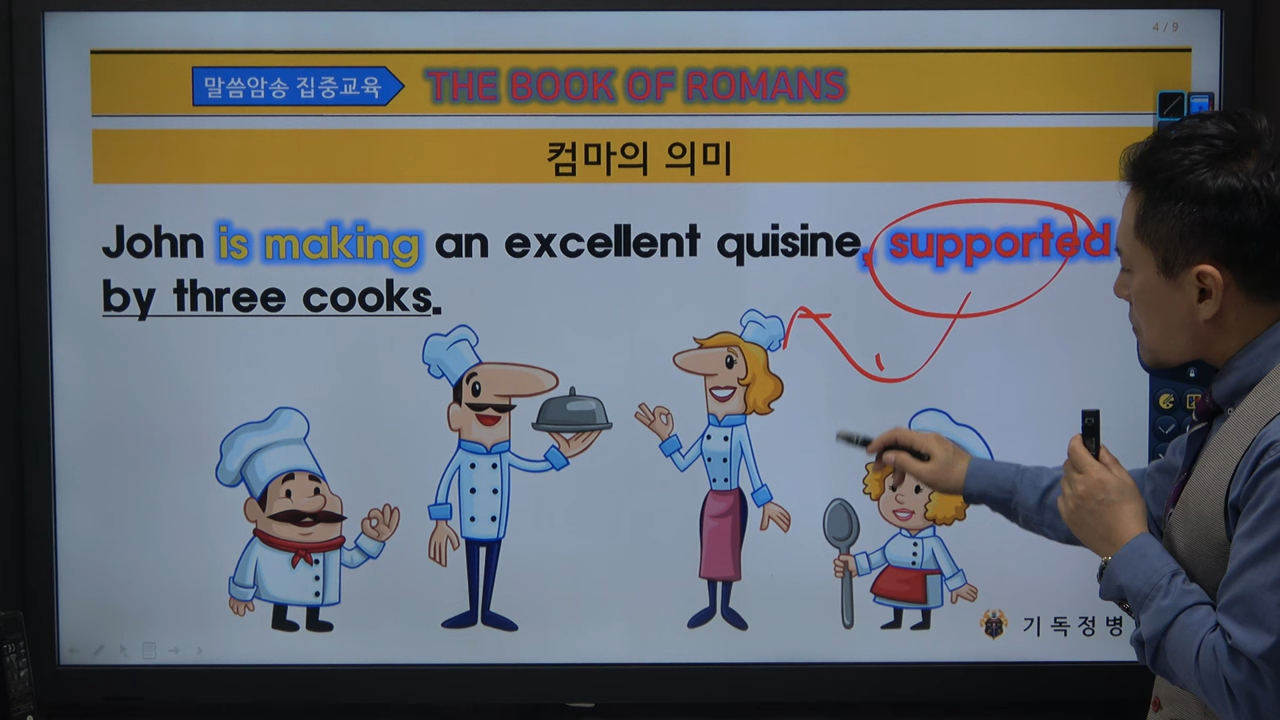 4 / 9
말씀암송 집중교육
THE BOOK OF ROMANS
컴마의 의미
John is making an excellent quisine, supported
by three cooks.
기독정병